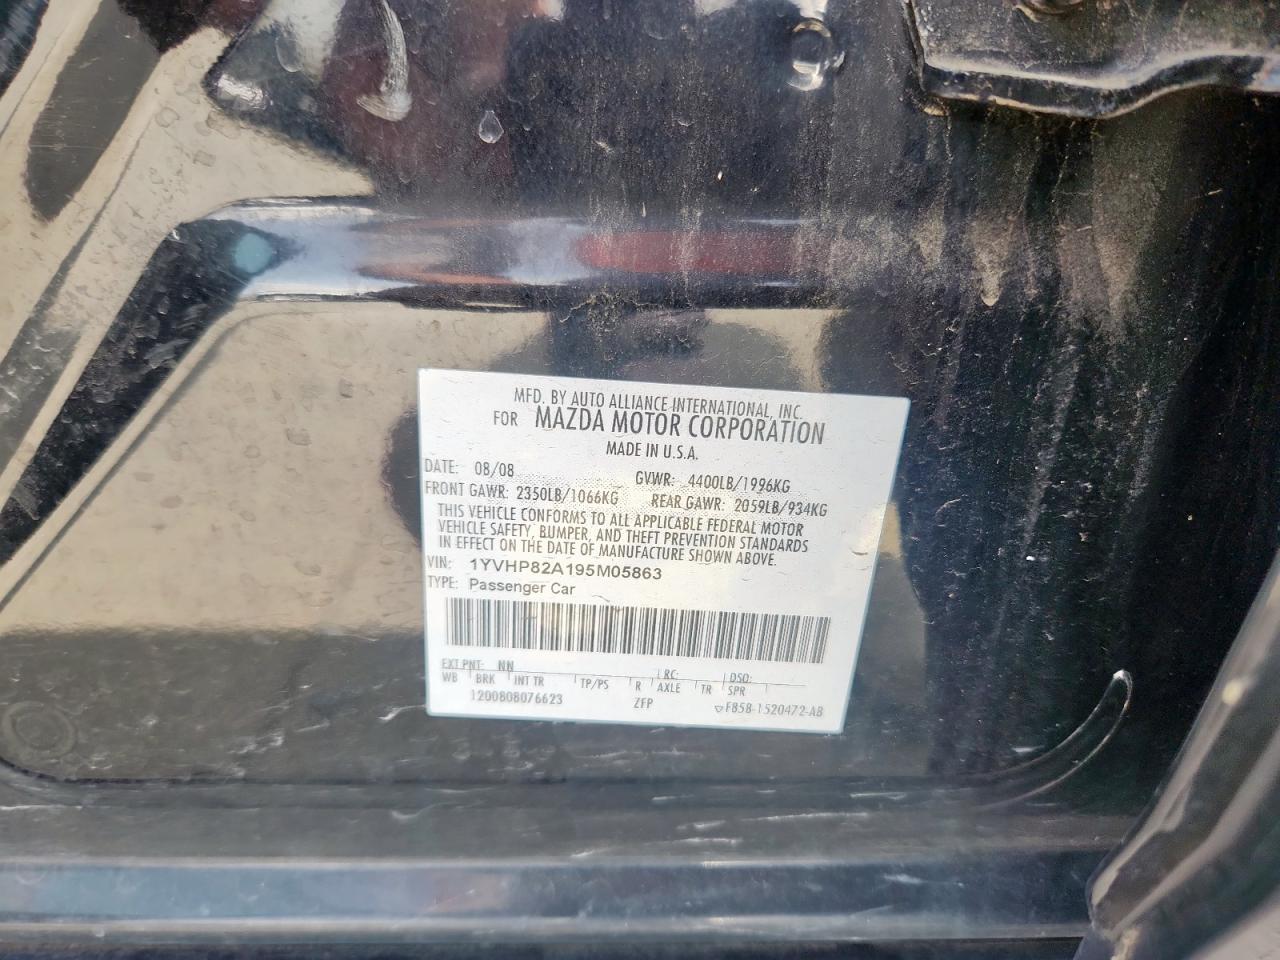 MFD. BY AUTO ALLIANCE INTERNATIONAL, INC.
FOR MAZDA MOTOR CORPORATION
MADE IN U.S.A.
DATE: 08/08 GVWR: 4400LB/1996KG
FRONT GAWR: 2350LB/1066KG REAR GAWR: 2059LB/934KG
THIS VEHICLE CONFORMS TO ALL APPLICABLE FEDERAL MOTOR
VEHICLE SAFETY, BUMPER, AND THEFT PREVENTION STANDARDS
IN EFFECT ON THE DATE OF MANUFACTURE SHOWN ABOVE.
VIN: 1YVHP82A195M05863
TYPE: Passenger Car
EXT PNT: NN RC: DSO:
WB BRK INT TR TP/PS R AXLE TR SPR
1200808076623 ZFP F858-1520472-AB